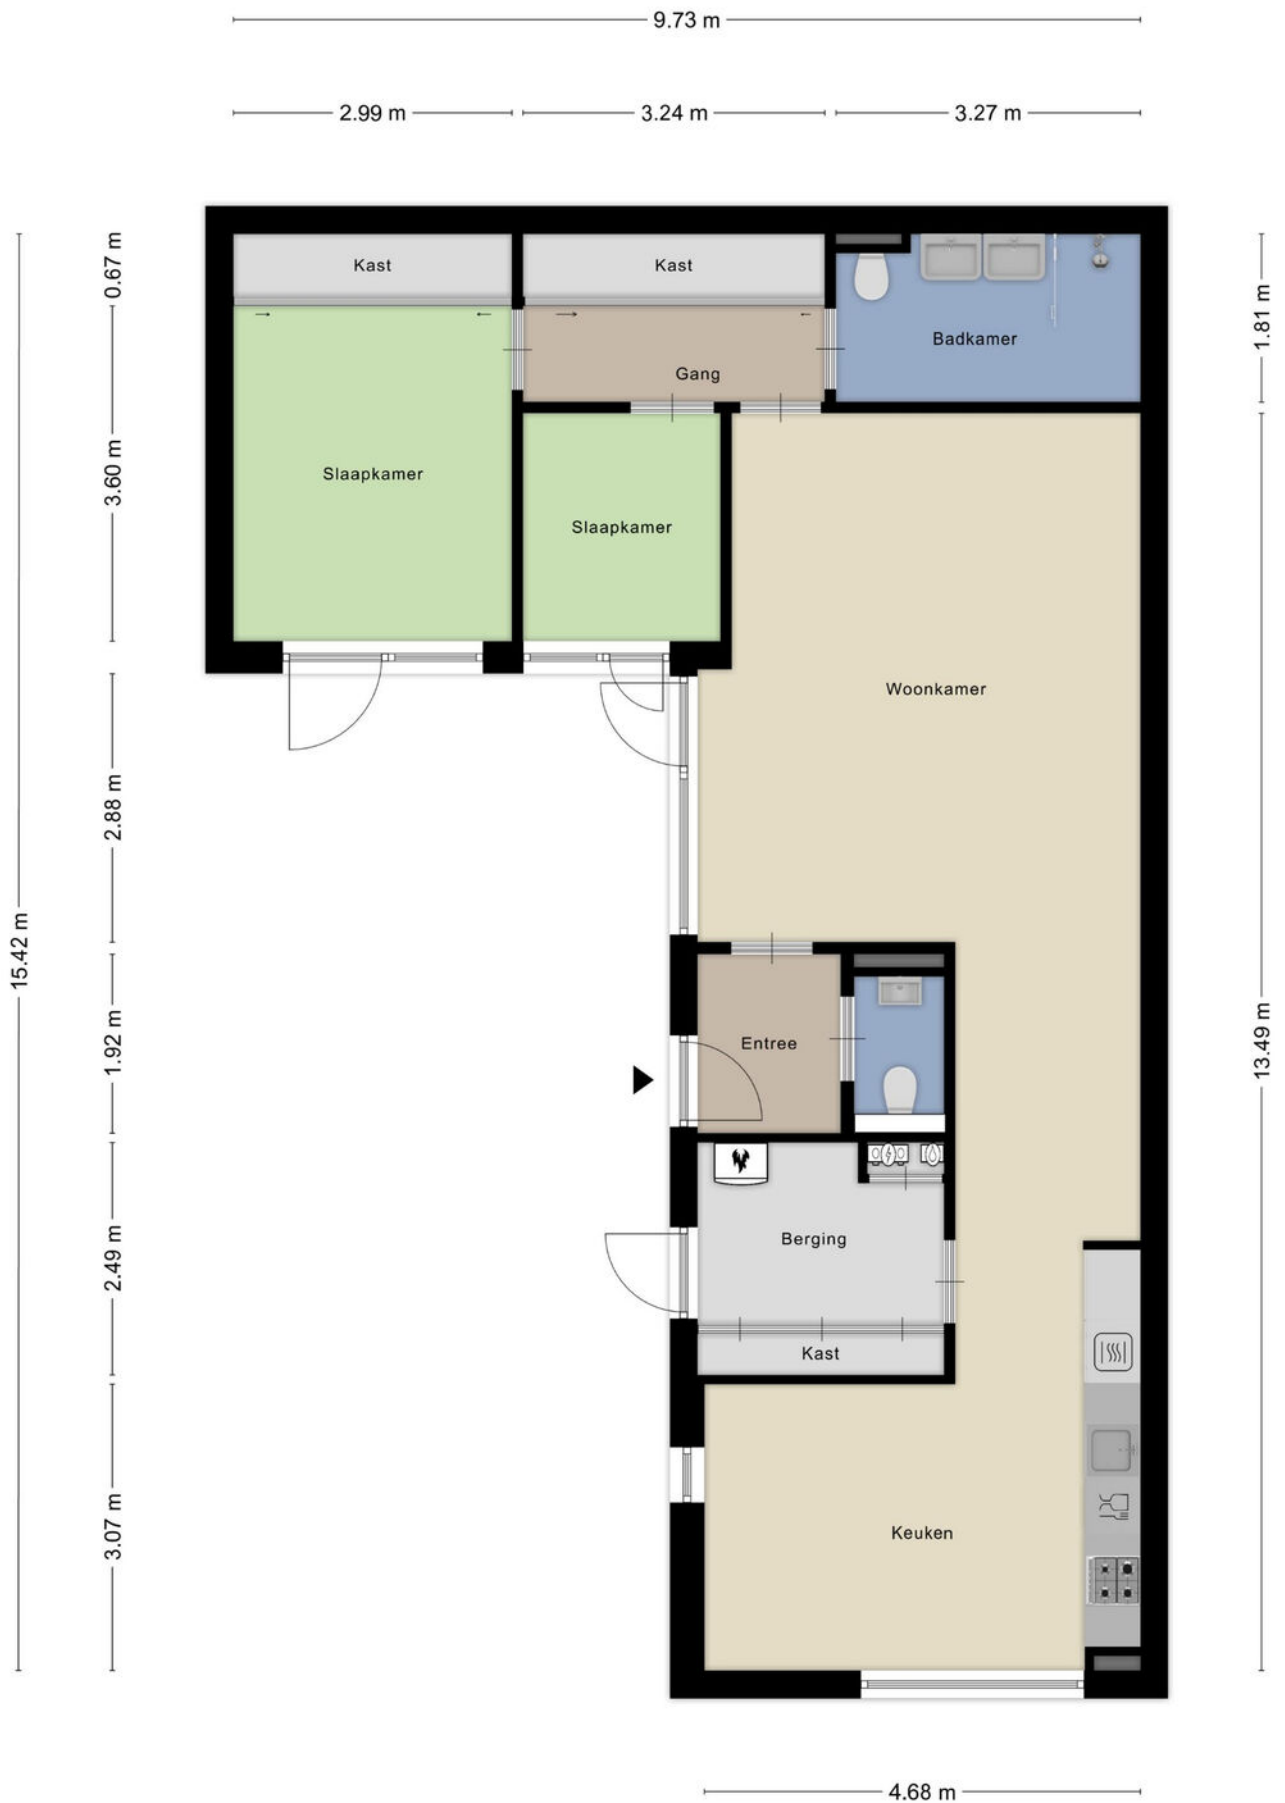 9.73 m
2.99 m
3.24 m
3.27 m
0.67 m
Kast
Kast
1.81 m
Badkamer
Gang
3.60 m
Slaapkamer
Slaapkamer
Woonkamer
2.88 m
15.42 m
1.92 m
Entree
13.49 m
2.49 m
Berging
Kast
3.07 m
Keuken
4.68 m